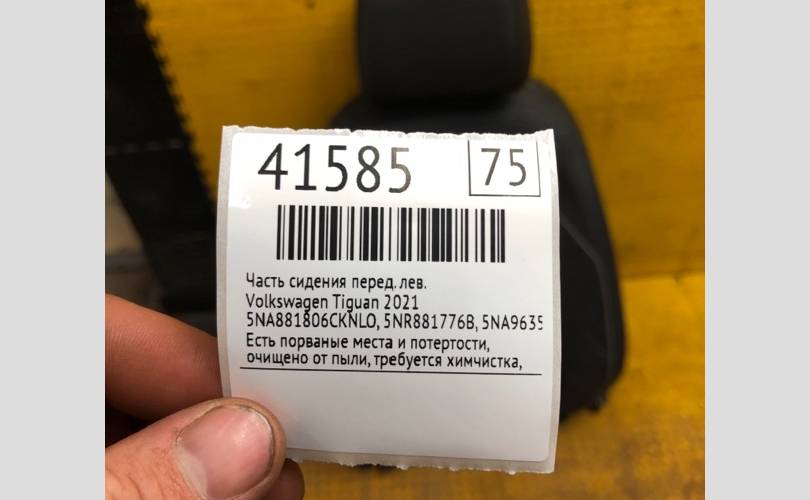 41585 75
Часть сидения перед. лев.
Volkswagen Tiguan 2021
5NA881806CKNLO, 5NR881776B, 5NA9635
Есть порваные места и потертости,
очищено от пыли, требуется химчистка,